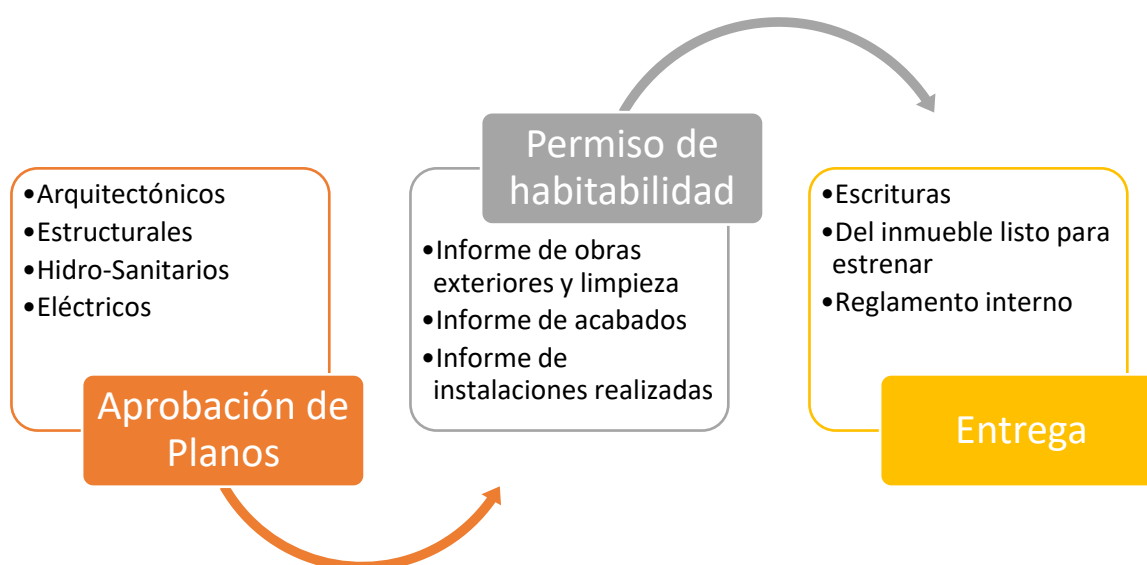 •Arquitectónicos
•Estructurales
•Hidro-Sanitarios
•Eléctricos
Aprobación de
Planos
Permiso de
habitabilidad
•Informe de obras
exteriores y limpieza
•Informe de acabados
•Informe de
instalaciones realizadas
•Escrituras
•Del inmueble listo para
estrenar
•Reglamento interno
Entrega